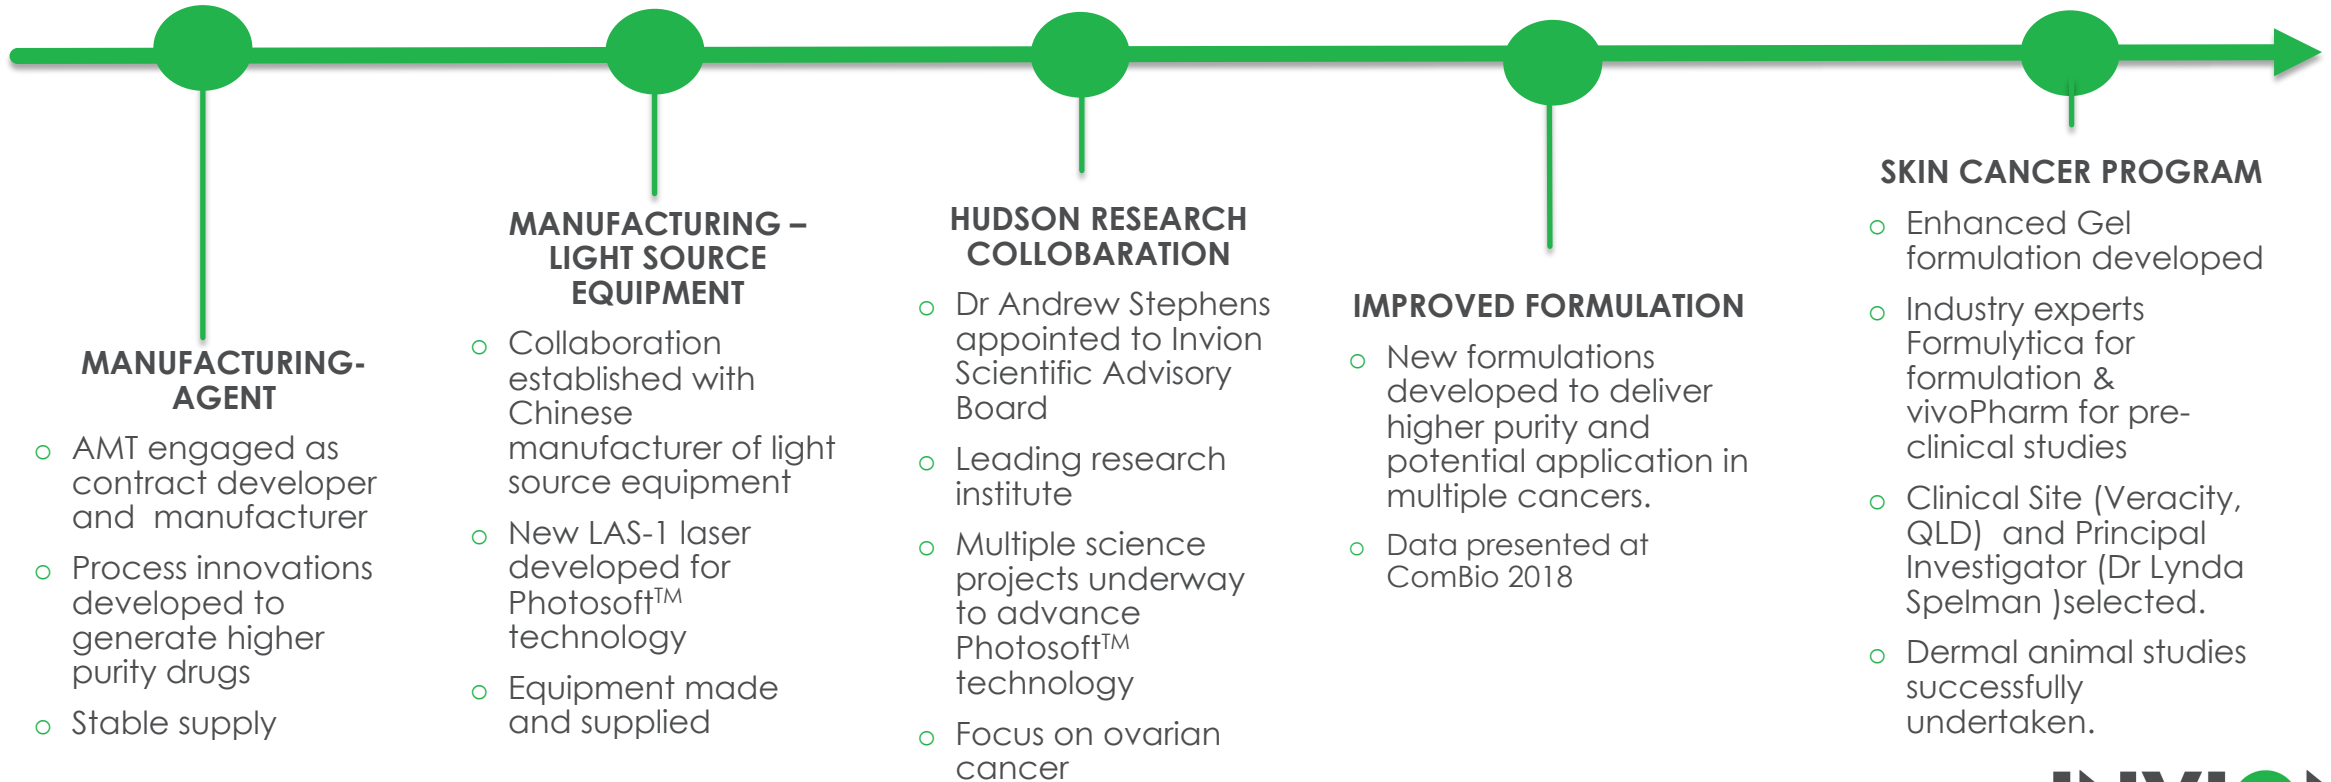 MANUFACTURING-
AGENT
o AMT engaged as
contract developer
and manufacturer
o Process innovations
developed to
generate higher
purity drugs
o Stable supply
MANUFACTURING –
LIGHT SOURCE
EQUIPMENT
o Collaboration
established with
Chinese
manufacturer of light
source equipment
o New LAS-1 laser
developed for
Photosoft™
technology
o Equipment made
and supplied
HUDSON RESEARCH
COLLOBARATION
o Dr Andrew Stephens
appointed to Invion
Scientific Advisory
Board
o Leading research
institute
o Multiple science
projects underway
to advance
Photosoft™
technology
o Focus on ovarian
cancer
IMPROVED FORMULATION
o New formulations
developed to deliver
higher purity and
potential application in
multiple cancers.
o Data presented at
ComBio 2018
SKIN CANCER PROGRAM
o Enhanced Gel
formulation developed
o Industry experts
Formulytica for
formulation &
vivoPharm for pre-
clinical studies
o Clinical Site (Veracity,
QLD) and Principal
Investigator (Dr Lynda
Spelman )selected.
o Dermal animal studies
successfully
undertaken.